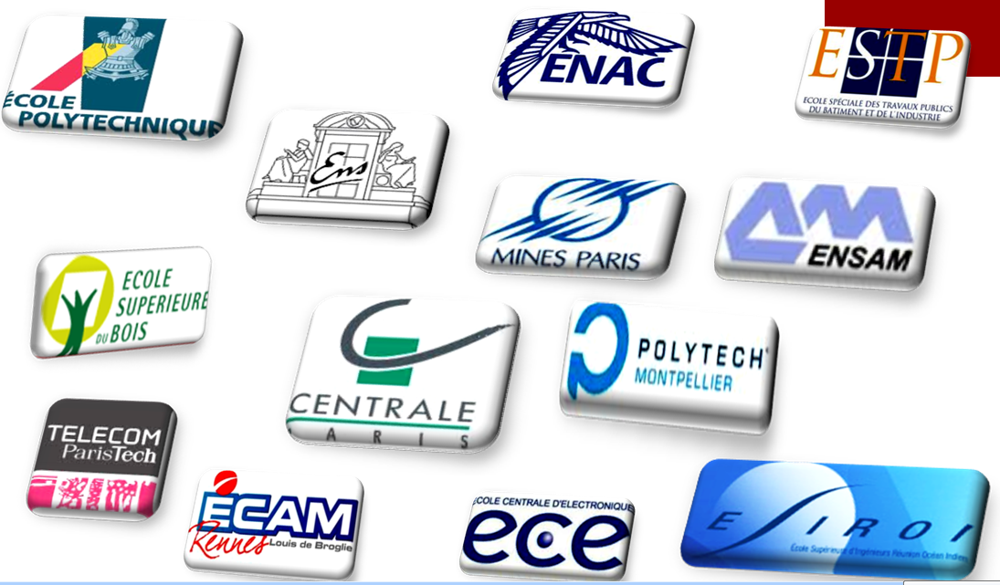 ÉCOLE
POLYTECHNIQUE
ENAC
ESTP
ECOLE SPÉCIALE DES TRAVAUX PUBLICS
DU BATIMENT ET DE L'INDUSTRIE
Ens
MINES PARIS
AM
ENSAM
ECOLE
SUPERIEURE
DU BOIS
CENTRALE
PARIS
POLYTECH
MONTPELLIER
TELECOM
ParisTech
ECAM
Rennes Louis de Broglie
ECOLE CENTRALE D'ELECTRONIQUE
ece
ESIROI
École Supérieure d'Ingénieurs Réunion Océan Indien